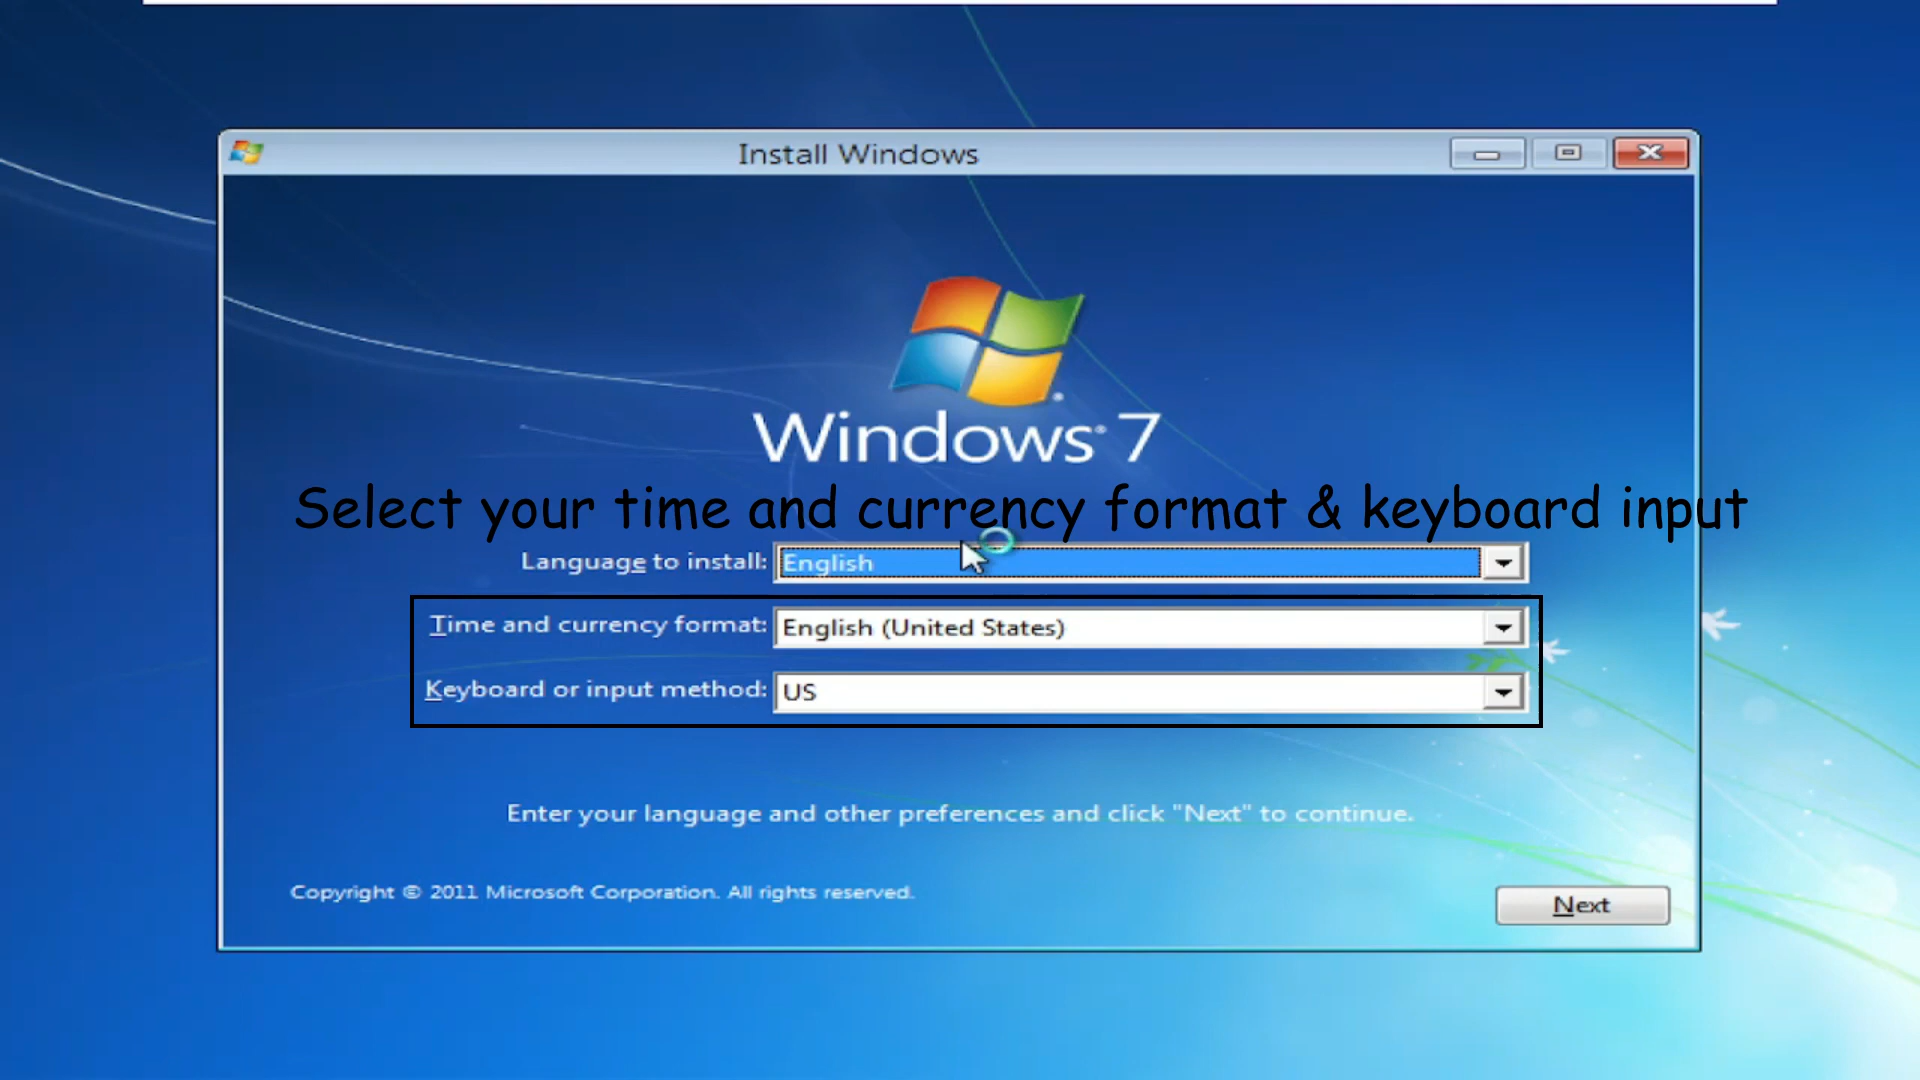 Install Windows
Windows® 7
Select your time and currency format & keyboard input
Language to install: English
Time and currency format: English (United States)
Keyboard or input method: US
Enter your language and other preferences and click "Next" to continue.
Copyright © 2011 Microsoft Corporation. All rights reserved.
Next